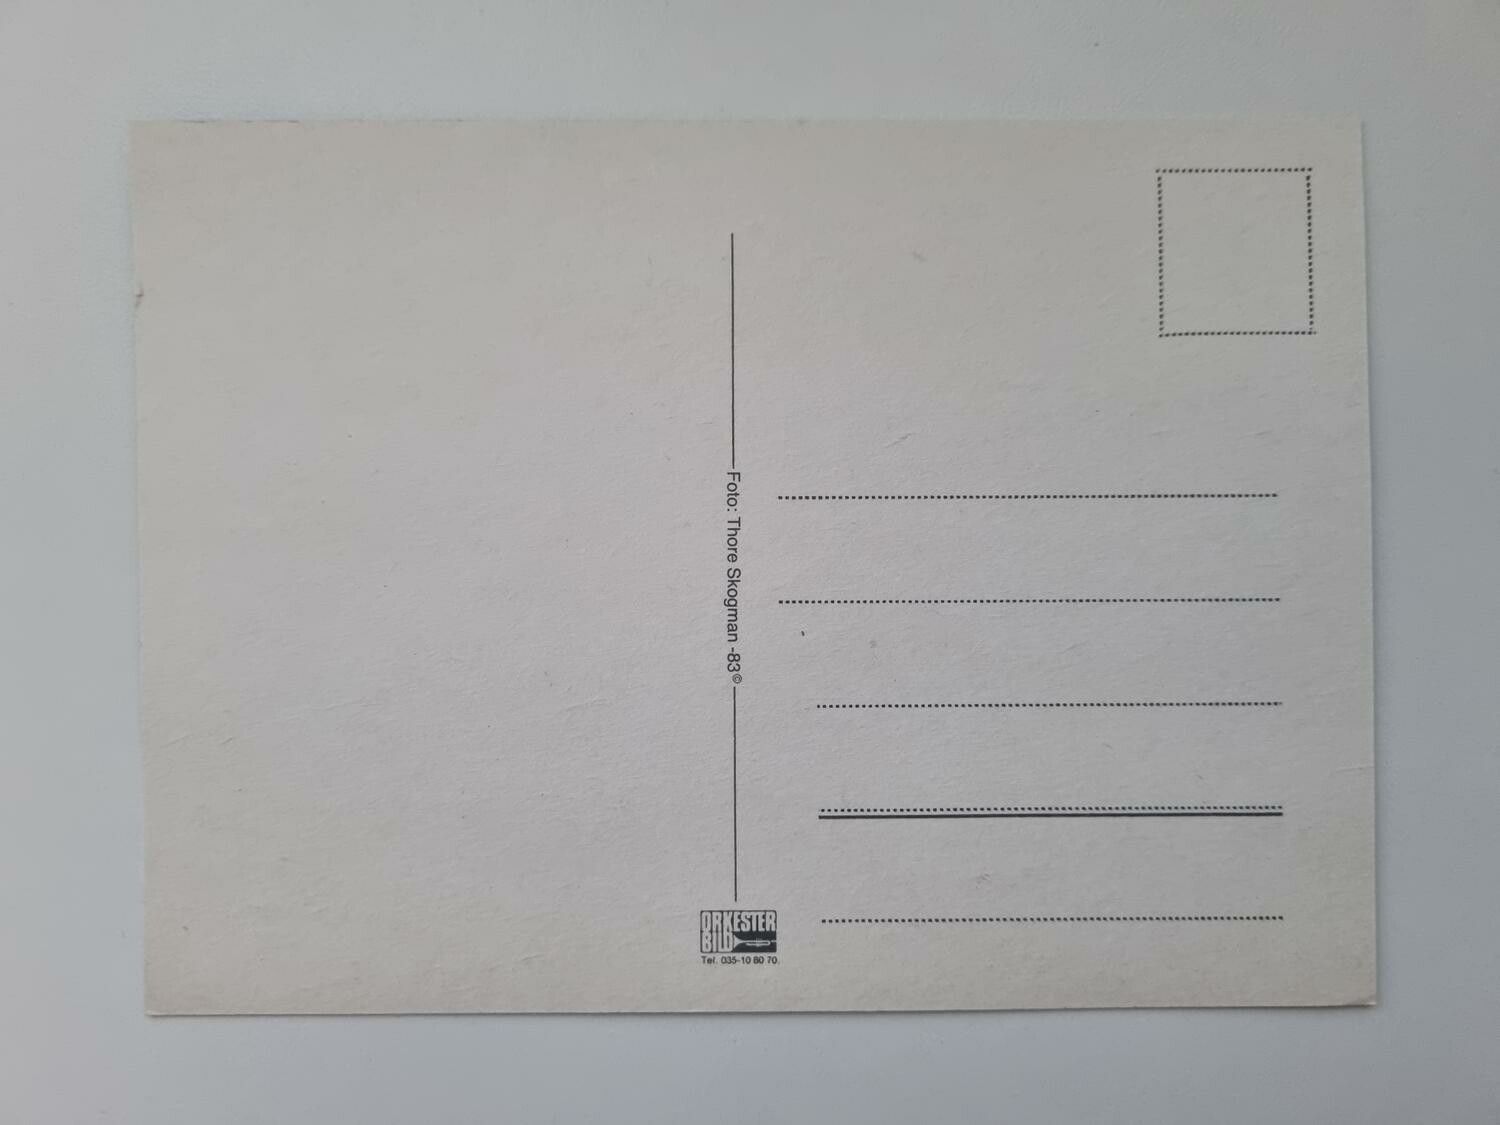 Foto: Thore Skogman -83©
ORKESTER
BILD
Tel. 035-10 80 70.